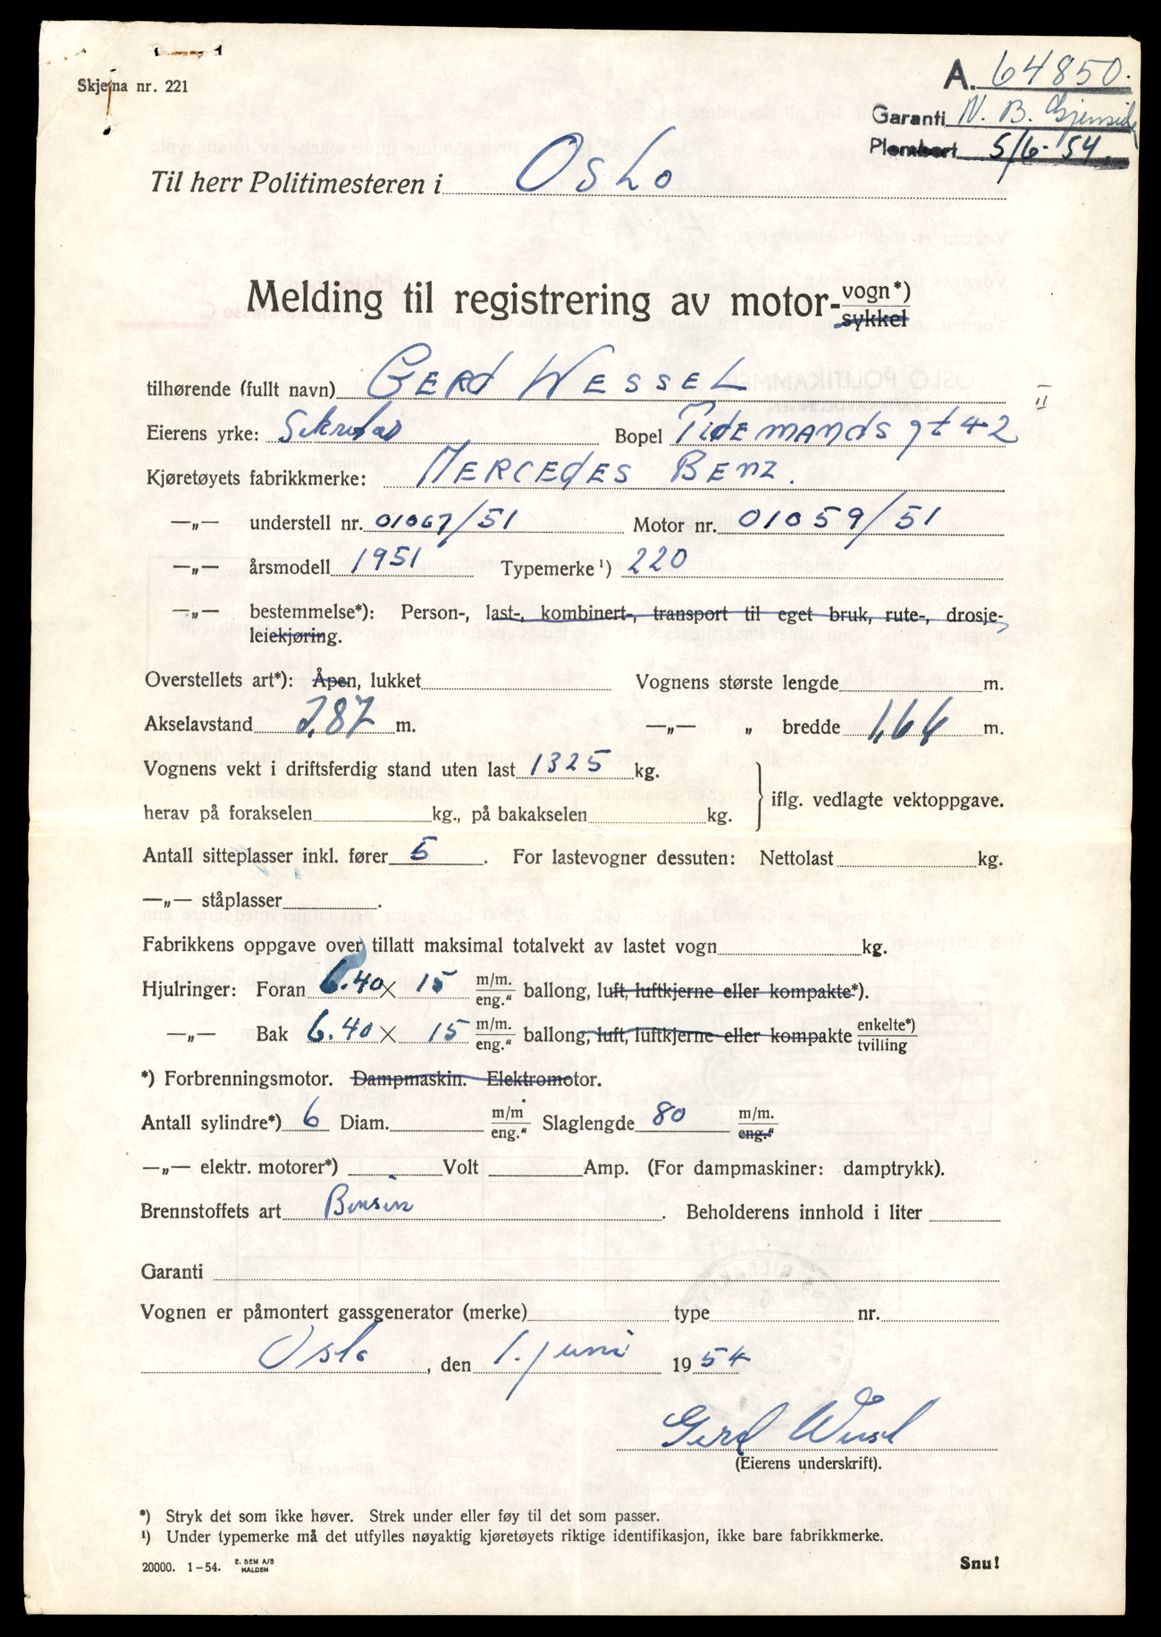 Skjema nr. 221
A. 64850.
Garanti N. B. Gjensidig
Plombert 5/6-54.
Til herr Politimesteren i Oslo
Melding til registrering av motor-vogn*)
sykkel
tilhørende (fullt navn) GERd WESSEL
II
Eierens yrke: Sekretær Bopel TIDEMANDS gt 42
Kjøretøyets fabrikkmerke: MERCEdES BENZ.
—„— understell nr. 01067/51 Motor nr. 01059/51
—„— årsmodell 1951 Typemerke¹) 220
—„— bestemmelse*): Person-, last-, kombinert-, transport til eget bruk, rute-, drosje-
leiekjøring.
Overstellets art*): Åpen, lukket Vognens største lengde m.
Akselavstand 2,87 m. —„— „ bredde 1,66 m.
Vognens vekt i driftsferdig stand uten last 1325 kg.
iflg. vedlagte vektoppgave.
herav på forakselen kg., på bakakselen kg.
Antall sitteplasser inkl. fører 5. For lastevogner dessuten: Nettolast kg.
—„— ståplasser .
Fabrikkens oppgave over tillatt maksimal totalvekt av lastet vogn kg.
Hjulringer: Foran 6.40 X 15 m/m. eng." ballong, luft, luftkjerne eller kompakte*).
—„— Bak 6.40 X 15 m/m. eng." ballong, luft, luftkjerne eller kompakte enkelte*) tvilling
*) Forbrenningsmotor. Dampmaskin. Elektromotor.
Antall sylindre*) 6 Diam. m/m eng." Slaglengde 80 m/m. eng."
—„— elektr. motorer*) Volt Amp. (For dampmaskiner: damptrykk).
Brennstoffets art Bensin . Beholderens innhold i liter
Garanti
Vognen er påmontert gassgenerator (merke) type nr.
Oslo, den 1. juni 1954
Gerd Wessel
(Eierens underskrift).
*) Stryk det som ikke høver. Strek under eller føy til det som passer.
¹) Under typemerke må det utfylles nøyaktig kjøretøyets riktige identifikasjon, ikke bare fabrikkmerke.
20000. 1-54. E. SEM A/S HALDEN
Snu!